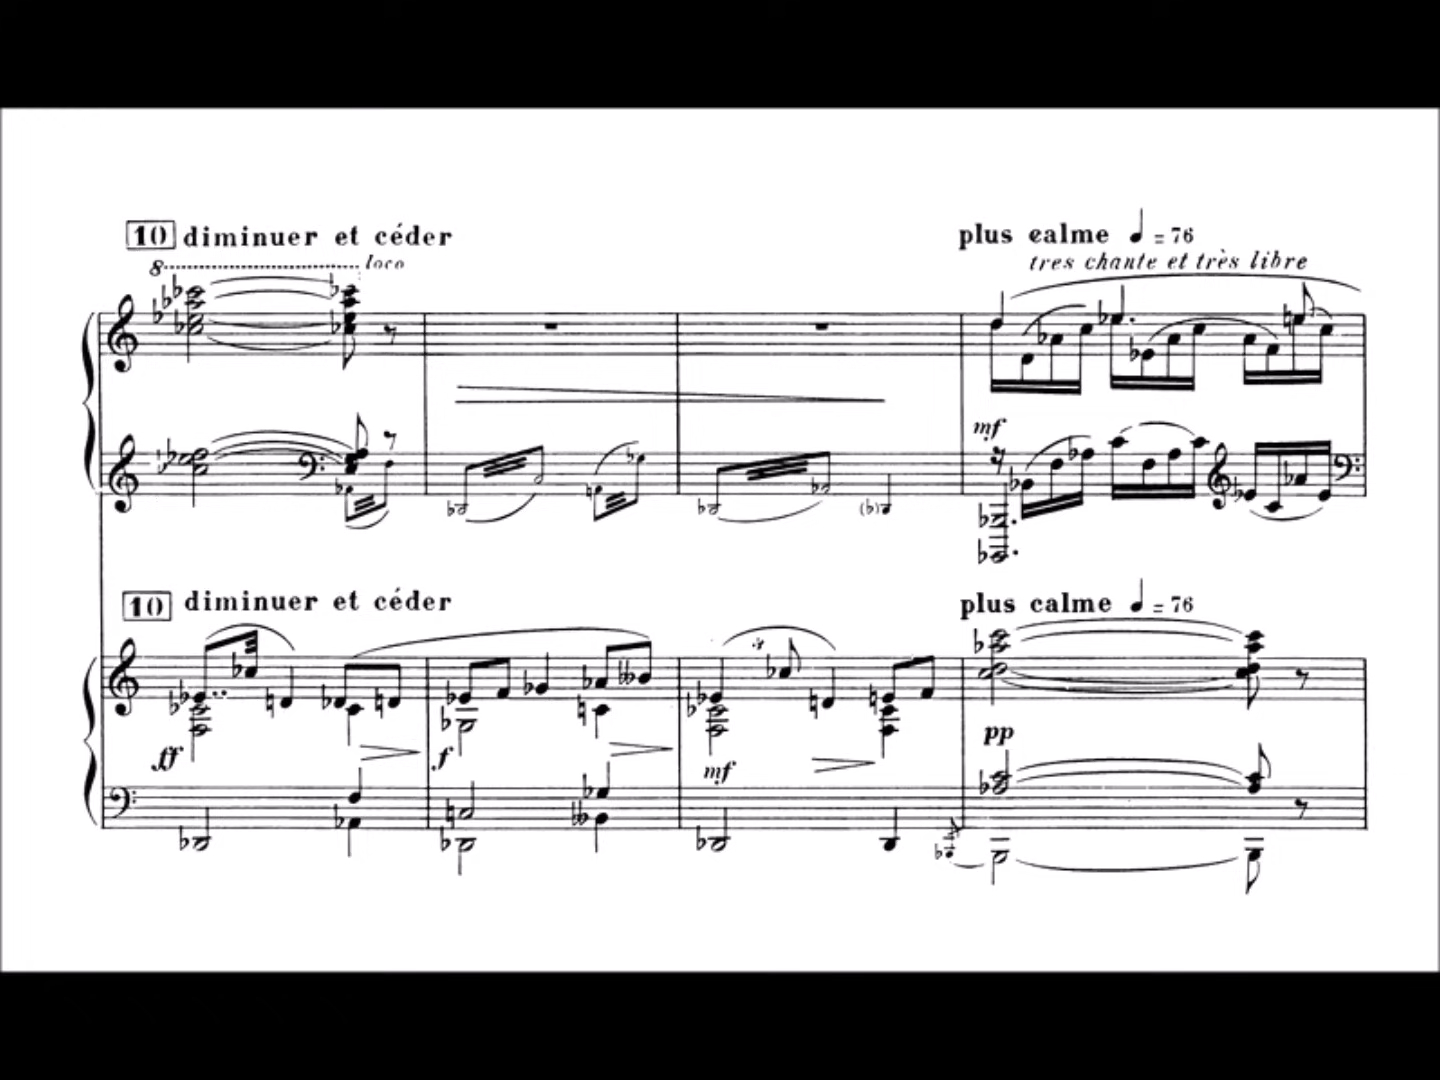 10 diminuer et céder
plus calme ♩ = 76
8 loco
tres chante et très libre
mf
(♭)
10 diminuer et céder
plus calme ♩ = 76
ff
f
mf
pp